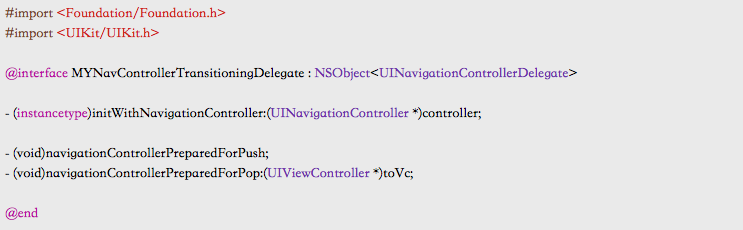 #import <Foundation/Foundation.h>
#import <UIKit/UIKit.h>
@interface MYNavControllerTransitioningDelegate : NSObject<UINavigationControllerDelegate>
- (instancetype)initWithNavigationController:(UINavigationController *)controller;
- (void)navigationControllerPreparedForPush;
- (void)navigationControllerPreparedForPop:(UIViewController *)toVc;
@end